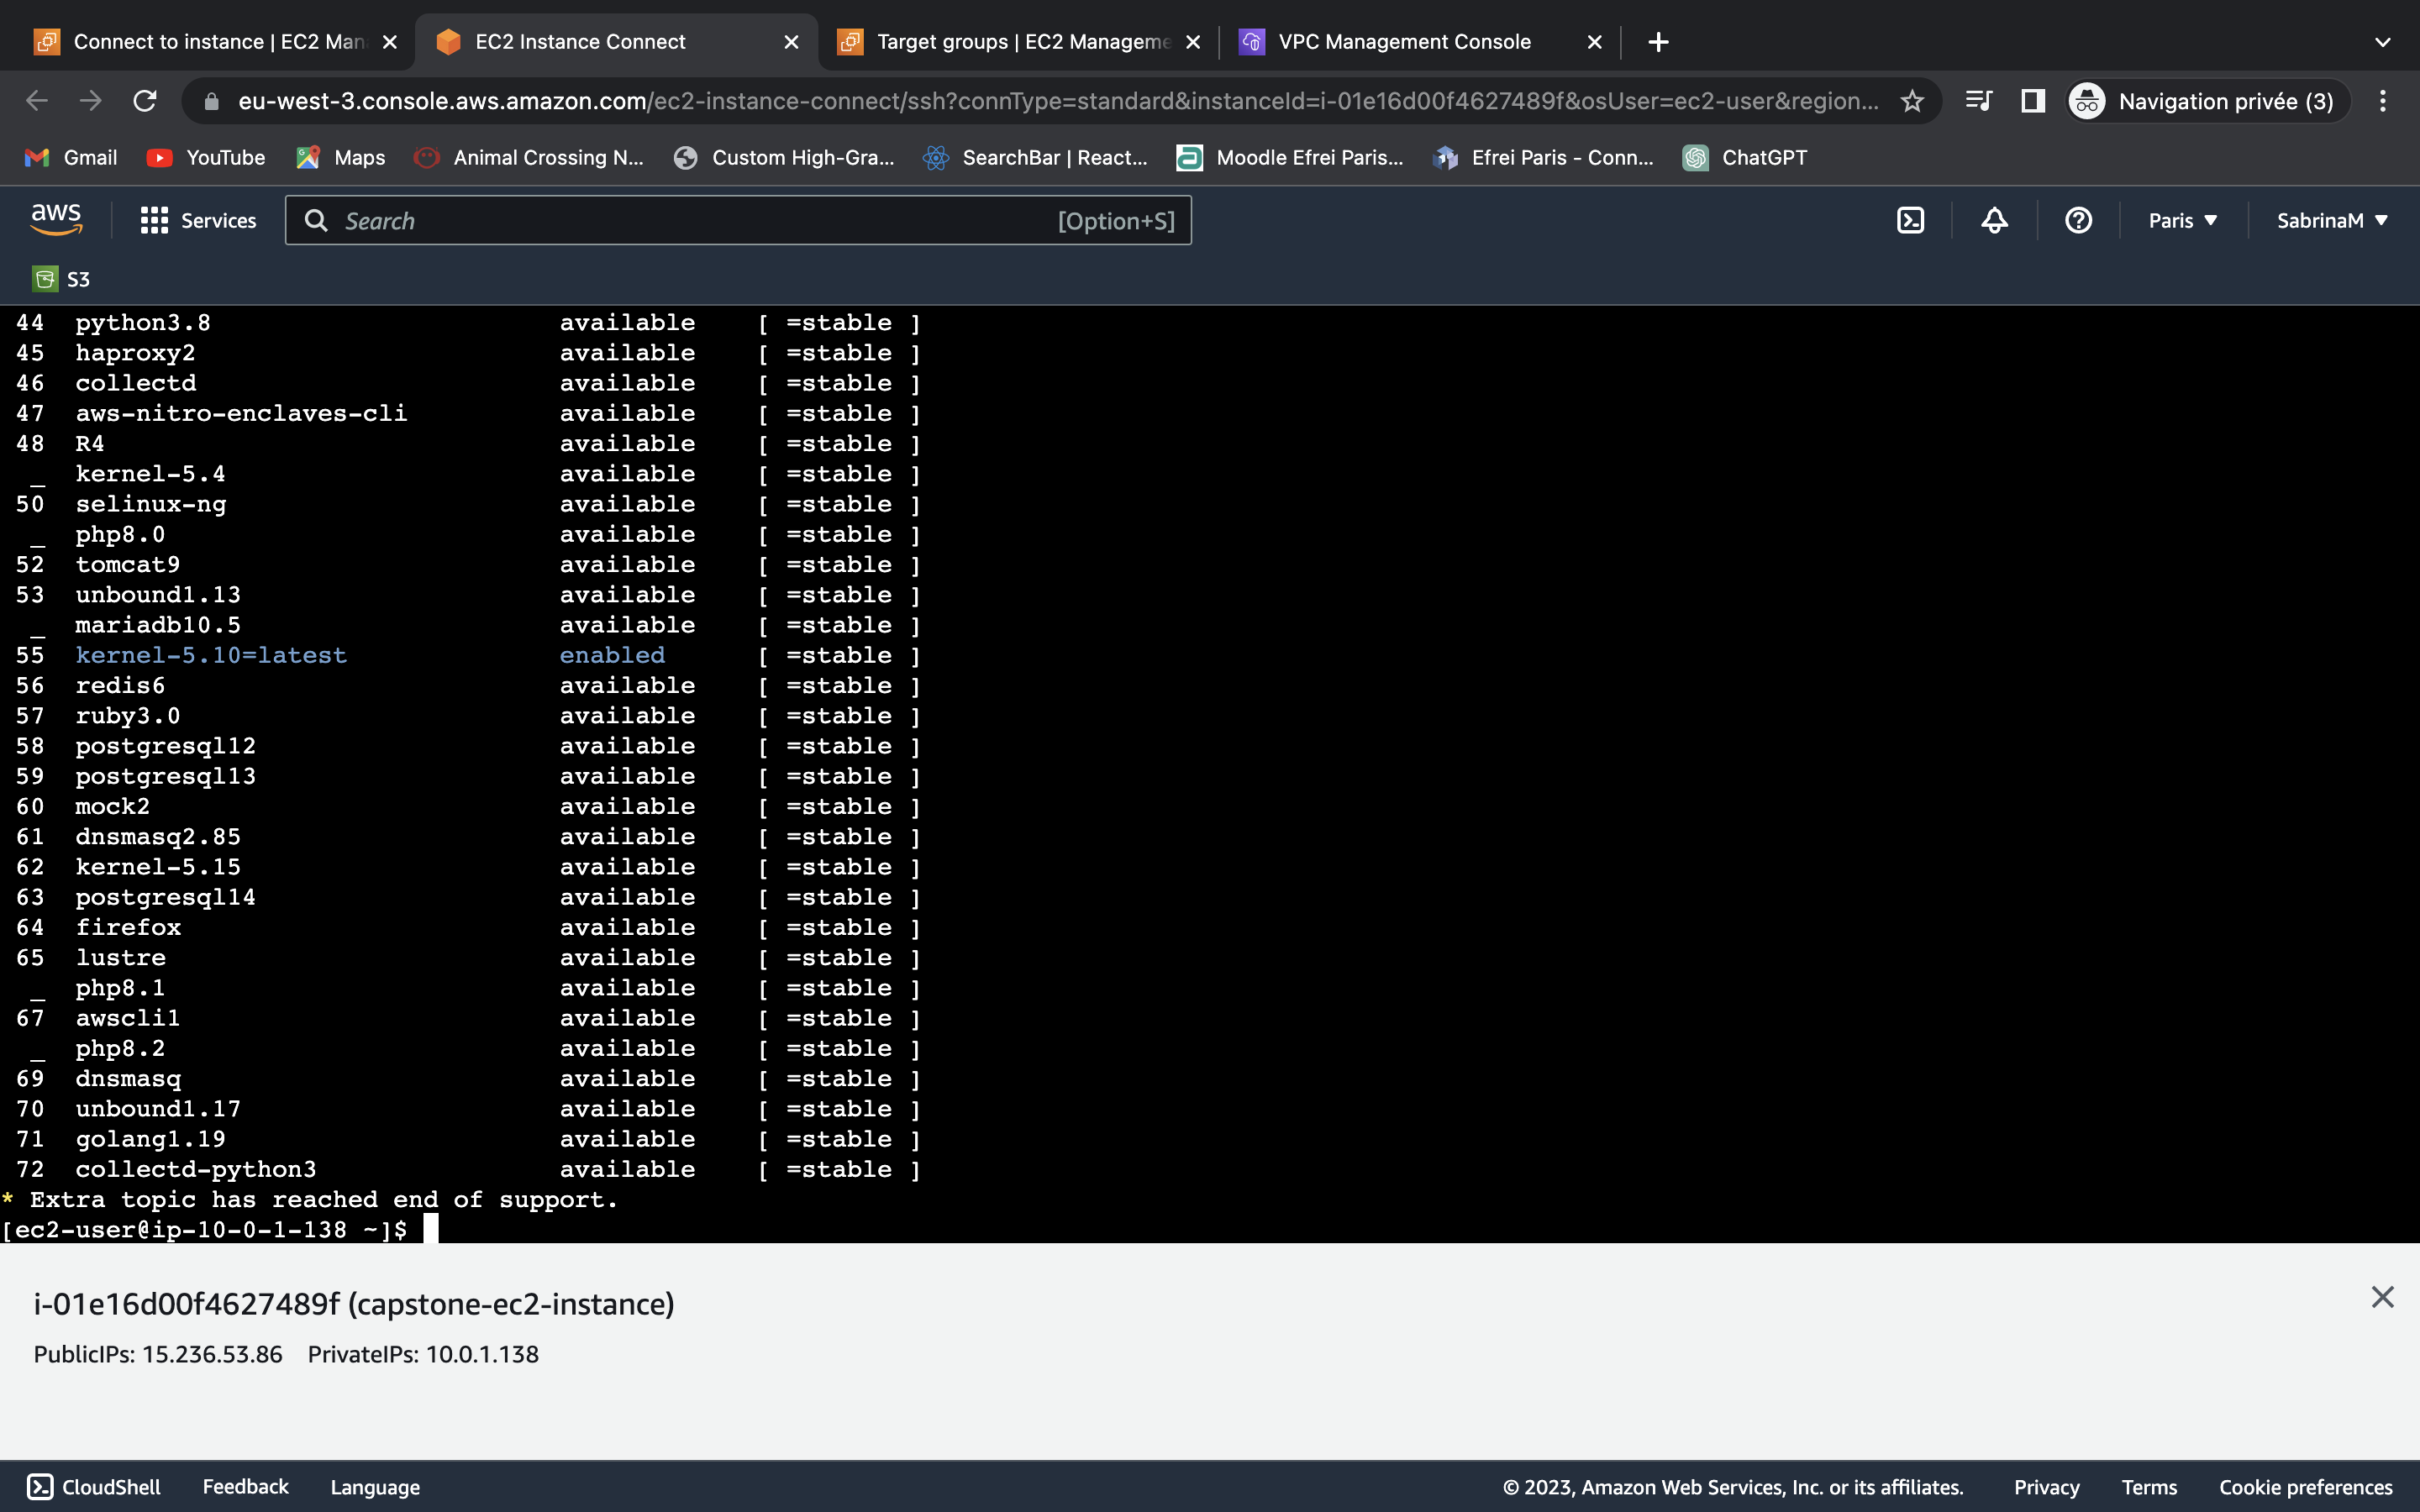 Connect to instance | EC2 Man
EC2 Instance Connect
Target groups | EC2 Manageme
VPC Management Console
eu-west-3.console.aws.amazon.com/ec2-instance-connect/ssh?connType=standard&instanceId=i-01e16d00f4627489f&osUser=ec2-user&region...
Navigation privée (3)
Gmail
YouTube
Maps
Animal Crossing N...
Custom High-Gra...
SearchBar | React...
Moodle Efrei Paris...
Efrei Paris - Conn...
ChatGPT
aws
Services
Search
[Option+S]
Paris
SabrinaM
S3
44 python3.8 available [ =stable ]
45 haproxy2 available [ =stable ]
46 collectd available [ =stable ]
47 aws-nitro-enclaves-cli available [ =stable ]
48 R4 available [ =stable ]
_ kernel-5.4 available [ =stable ]
50 selinux-ng available [ =stable ]
_ php8.0 available [ =stable ]
52 tomcat9 available [ =stable ]
53 unbound1.13 available [ =stable ]
_ mariadb10.5 available [ =stable ]
55 kernel-5.10=latest enabled [ =stable ]
56 redis6 available [ =stable ]
57 ruby3.0 available [ =stable ]
58 postgresql12 available [ =stable ]
59 postgresql13 available [ =stable ]
60 mock2 available [ =stable ]
61 dnsmasq2.85 available [ =stable ]
62 kernel-5.15 available [ =stable ]
63 postgresql14 available [ =stable ]
64 firefox available [ =stable ]
65 lustre available [ =stable ]
_ php8.1 available [ =stable ]
67 awscli1 available [ =stable ]
_ php8.2 available [ =stable ]
69 dnsmasq available [ =stable ]
70 unbound1.17 available [ =stable ]
71 golang1.19 available [ =stable ]
72 collectd-python3 available [ =stable ]
* Extra topic has reached end of support.
[ec2-user@ip-10-0-1-138 ~]$
i-01e16d00f4627489f (capstone-ec2-instance)
PublicIPs: 15.236.53.86 PrivateIPs: 10.0.1.138
CloudShell
Feedback
Language
© 2023, Amazon Web Services, Inc. or its affiliates.
Privacy
Terms
Cookie preferences